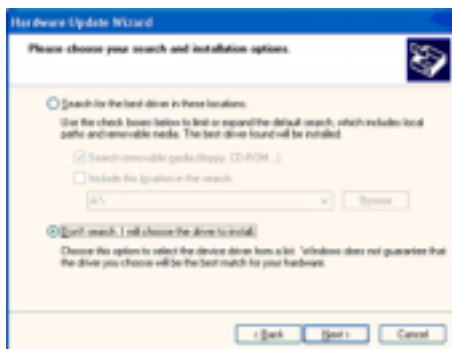 Hardware Update Wizard
Please choose your search and installation options.
Search for the best driver in these locations.
Use the check boxes below to limit or expand the default search, which includes local
paths and removable media. The best driver found will be installed.
Search removable media (floppy, CD-ROM...)
Include this location in the search:
A:\
Browse
Don't search. I will choose the driver to install.
Choose this option to select the device driver from a list. Windows does not guarantee that
the driver you choose will be the best match for your hardware.
< Back
Next >
Cancel